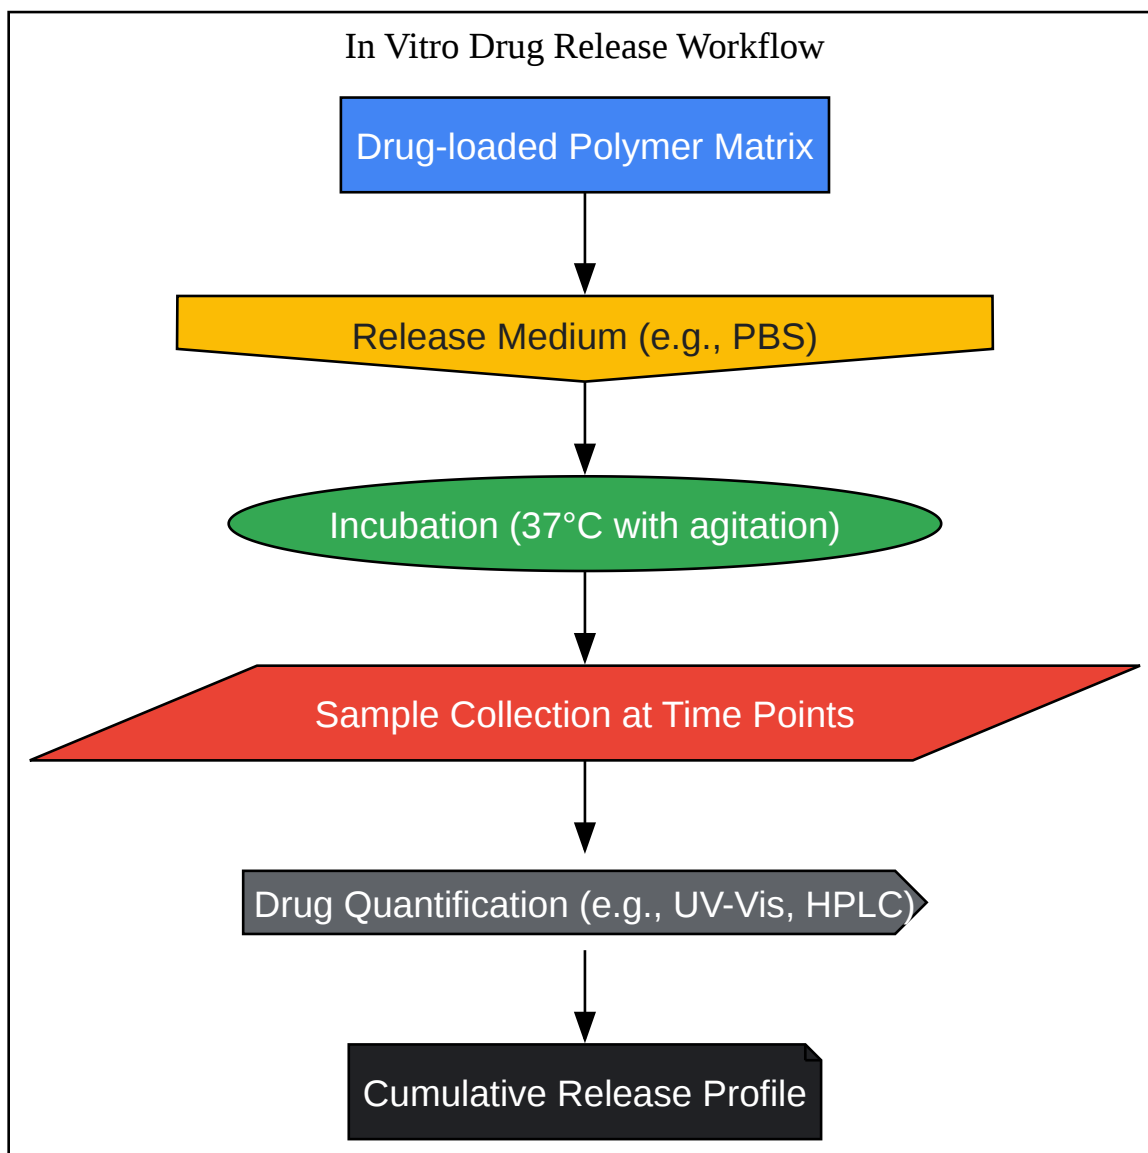 In Vitro Drug Release Workflow
Drug-loaded Polymer Matrix
Release Medium (e.g., PBS)
Incubation (37°C with agitation)
Sample Collection at Time Points
Drug Quantification (e.g., UV-Vis, HPLC)
Cumulative Release Profile